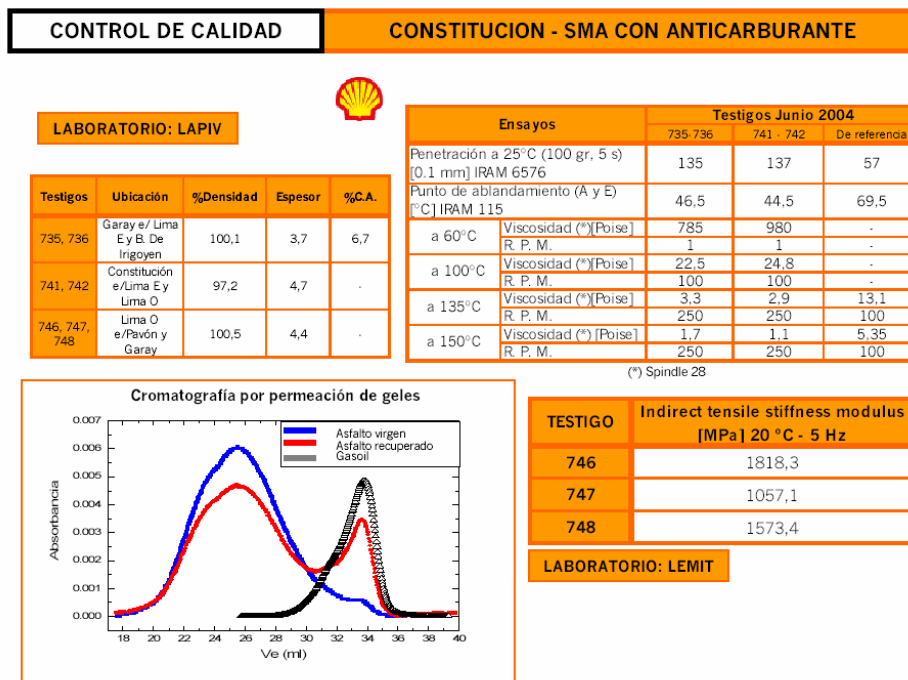 CONTROL DE CALIDAD
CONSTITUCION - SMA CON ANTICARBURANTE
LABORATORIO: LAPIV
Testigos Ubicación %Densidad Espesor %C.A.
735, 736 Garay e/ Lima E y B. De Irigoyen 100,1 3,7 6,7
741, 742 Constitución e/Lima E y Lima O 97,2 4,7 -
746, 747, 748 Lima O e/Pavón y Garay 100,5 4,4 -
Ensayos Testigos Junio 2004
735-736 741 - 742 De referencia
Penetración a 25°C (100 gr, 5 s) [0.1 mm] IRAM 6576 135 137 57
Punto de ablandamiento (A y E) [°C] IRAM 115 46,5 44,5 69,5
a 60°C Viscosidad (*)[Poise] 785 980 -
R. P. M. 1 1 -
a 100°C Viscosidad (*)[Poise] 22,5 24,8 -
R. P. M. 100 100 -
a 135°C Viscosidad (*)[Poise] 3,3 2,9 13,1
R. P. M. 250 250 100
a 150°C Viscosidad (*) [Poise] 1,7 1,1 5,35
R. P. M. 250 250 100
(*) Spindle 28
Cromatografía por permeación de geles
Asfalto virgen
Asfalto recuperado
Gasoil
Absorbancia
0.007
0.006
0.005
0.004
0.003
0.002
0.001
0.000
18 20 22 24 26 28 30 32 34 36 38 40
Ve (ml)
TESTIGO Indirect tensile stiffness modulus [MPa] 20 °C - 5 Hz
746 1818,3
747 1057,1
748 1573,4
LABORATORIO: LEMIT